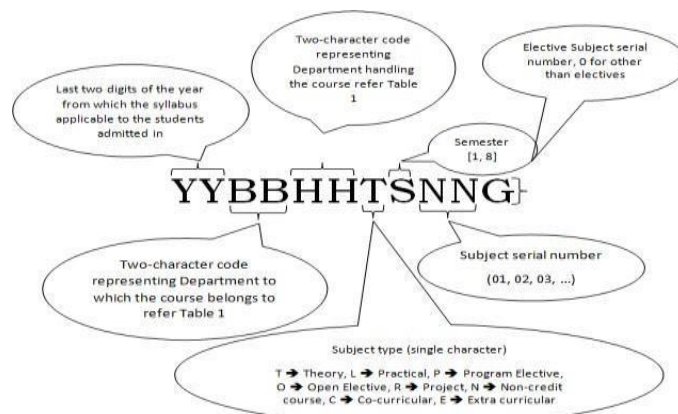 Two-character code
representing
Department handling
the course refer Table
1
Elective Subject serial
number, 0 for other
than electives
Last two digits of the year
from which the syllabus
applicable to the students
admitted in
Semester
[1, 8]
YYBBHHTSNNG
Two-character code
representing Department to
which the course belongs to
refer Table 1
Subject serial number
(01, 02, 03, ...)
Subject type (single character)
T → Theory, L → Practical, P → Program Elective,
O → Open Elective, R → Project, N → Non-credit
course, C → Co-curricular, E → Extra curricular